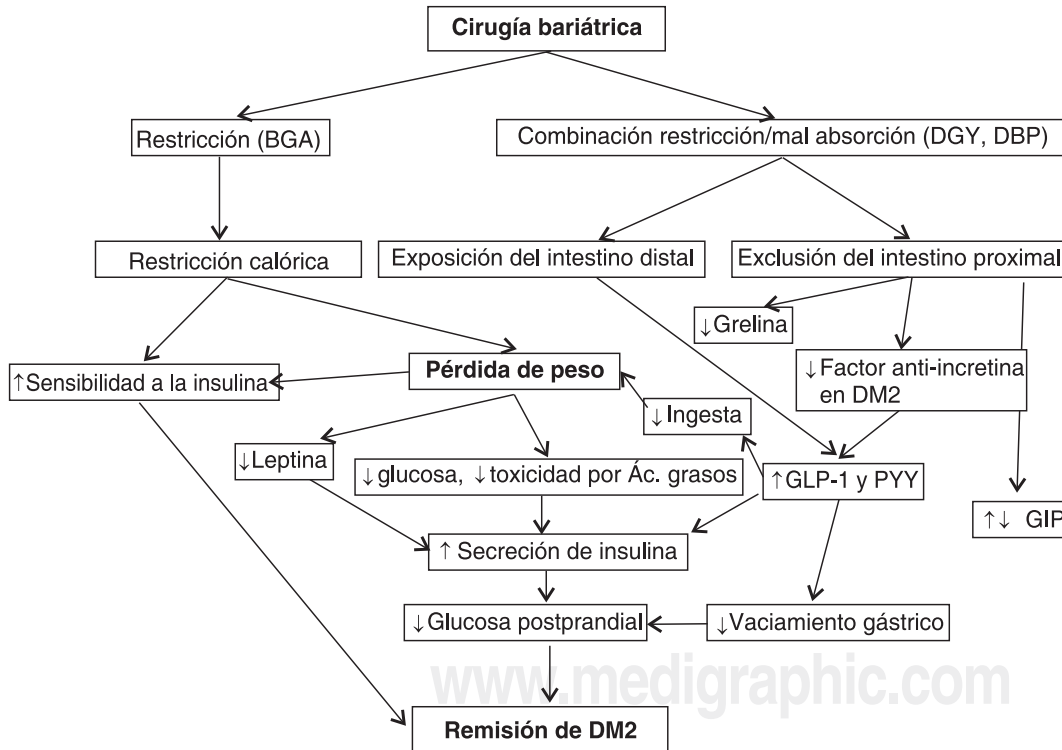 Cirugía bariátrica
Restricción (BGA)
Combinación restricción/mal absorción (DGY, DBP)
Restricción calórica
Exposición del intestino distal
Exclusión del intestino proximal
↓Grelina
↑Sensibilidad a la insulina
Pérdida de peso
↓Factor anti-incretina
en DM2
↓Ingesta
↓Leptina
↓glucosa, ↓toxicidad por Ác. grasos
↑GLP-1 y PYY
↑↓ GIP
↑ Secreción de insulina
↓Glucosa postprandial
↓Vaciamiento gástrico
www.medigraphic.com
Remisión de DM2